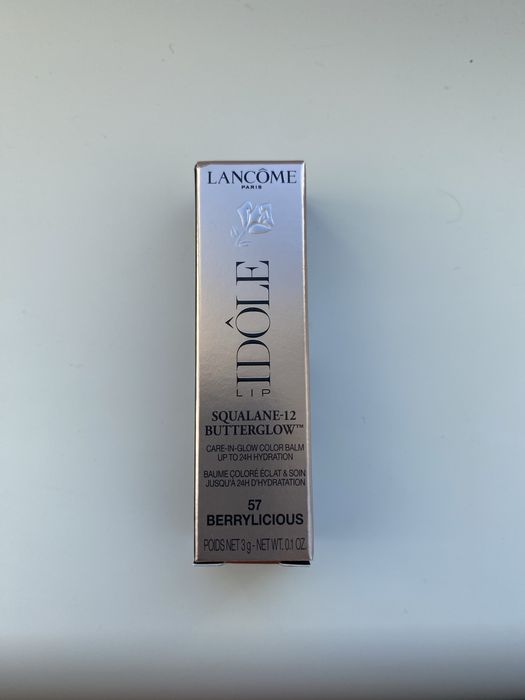 LANCÔME
PARIS
LIP IDÔLE
SQUALANE-12
BUTTERGLOW™
CARE-IN-GLOW COLOR BALM
UP TO 24H HYDRATION
BAUME COLORÉ ÉCLAT & SOIN
JUSQU'À 24H D'HYDRATATION
57
BERRYLICIOUS
POIDS NET 3 g - NET WT. 0.1 OZ.